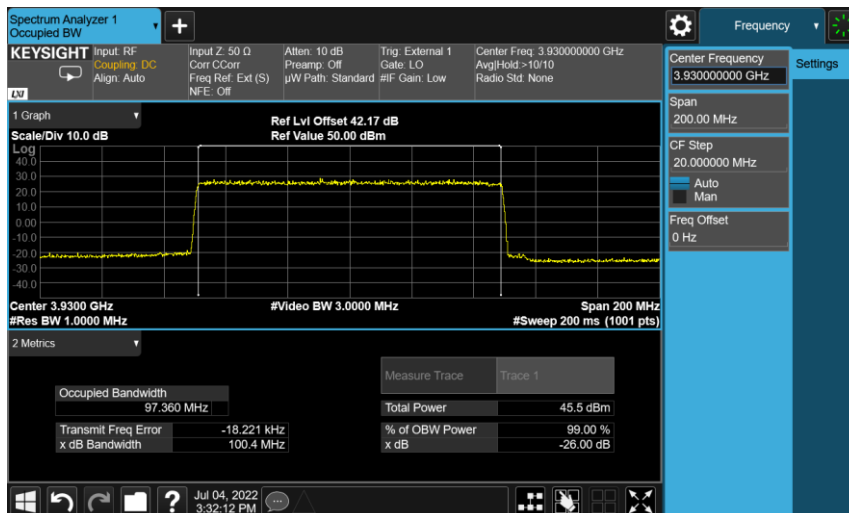 Spectrum Analyzer 1
Occupied BW
Frequency
KEYSIGHT
LXI
Input: RF
Coupling: DC
Align: Auto
Input Z: 50 Ω
Corr CCorr
Freq Ref: Ext (S)
NFE: Off
Atten: 10 dB
Preamp: Off
µW Path: Standard
Trig: External 1
Gate: LO
#IF Gain: Low
Center Freq: 3.930000000 GHz
Avg|Hold:>10/10
Radio Std: None
1 Graph
Scale/Div 10.0 dB
Ref Lvl Offset 42.17 dB
Ref Value 50.00 dBm
Log
40.0
30.0
20.0
10.0
0.00
-10.0
-20.0
-30.0
-40.0
Center 3.9300 GHz
#Res BW 1.0000 MHz
#Video BW 3.0000 MHz
Span 200 MHz
#Sweep 200 ms (1001 pts)
2 Metrics
Measure Trace Trace 1
Occupied Bandwidth
97.360 MHz
Total Power 45.5 dBm
Transmit Freq Error -18.221 kHz
% of OBW Power 99.00 %
x dB Bandwidth 100.4 MHz
x dB -26.00 dB
Center Frequency
3.930000000 GHz
Settings
Span
200.00 MHz
CF Step
20.000000 MHz
Auto
Man
Freq Offset
0 Hz
Jul 04, 2022
3:32:12 PM